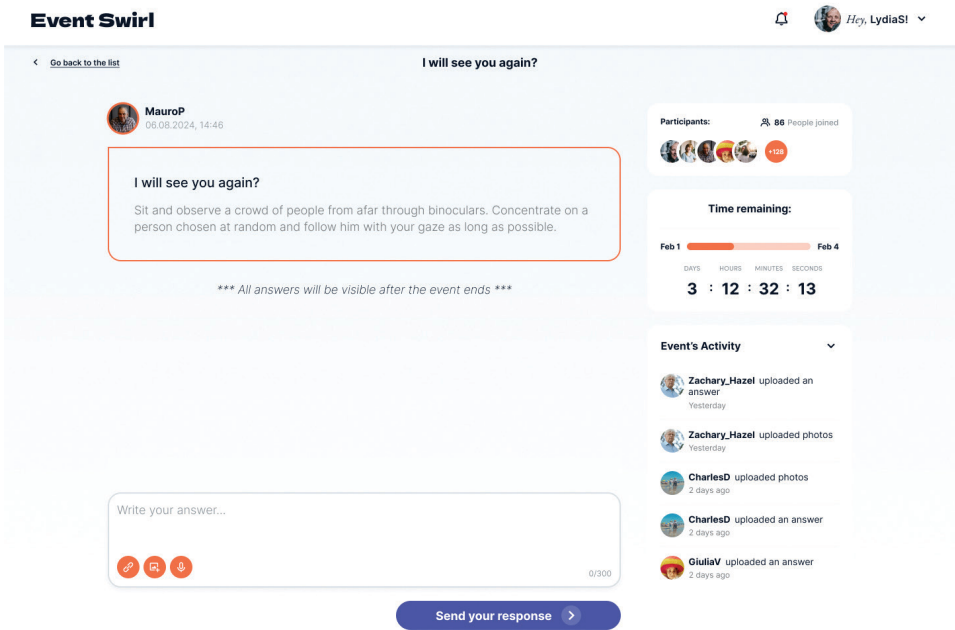 Event Swirl
Hey, LydiaS!
Go back to the list
I will see you again?
MauroP
06.08.2024, 14:46
I will see you again?
Sit and observe a crowd of people from afar through binoculars. Concentrate on a
person chosen at random and follow him with your gaze as long as possible.
*** All answers will be visible after the event ends ***
Write your answer...
0/300
Send your response
Participants:
86 People joined
+128
Time remaining:
Feb 1
Feb 4
DAYS HOURS MINUTES SECONDS
3 : 12 : 32 : 13
Event's Activity
Zachary_Hazel uploaded an
answer
Yesterday
Zachary_Hazel uploaded photos
Yesterday
CharlesD uploaded photos
2 days ago
CharlesD uploaded an answer
2 days ago
GiuliaV uploaded an answer
2 days ago